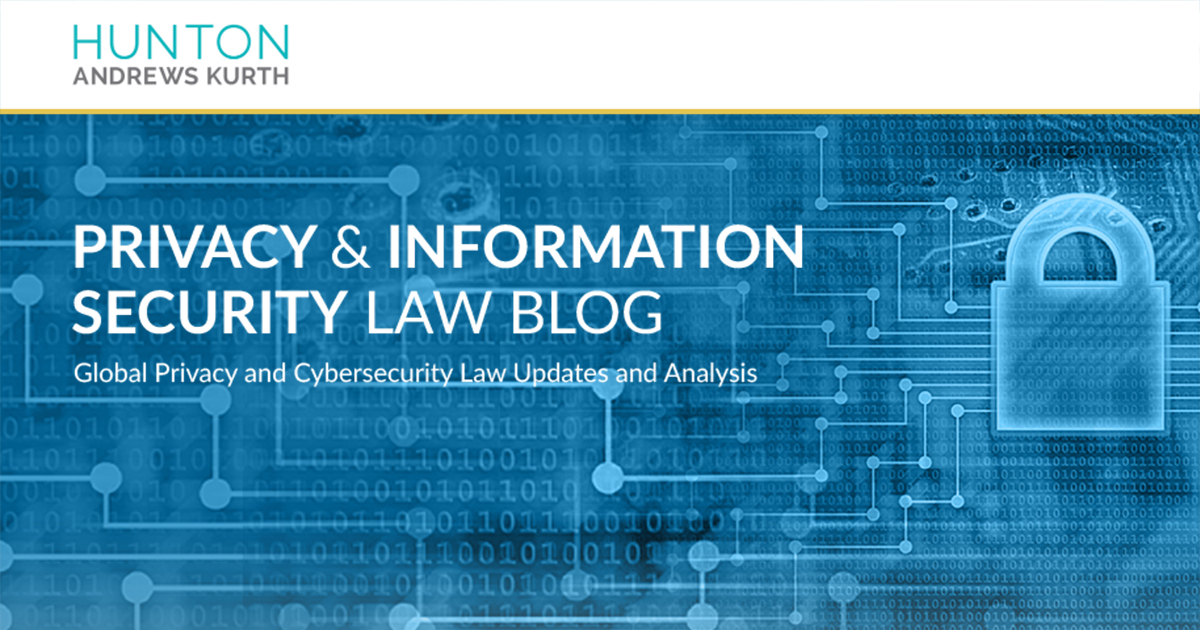 HUNTON
ANDREWS KURTH
PRIVACY & INFORMATION
SECURITY LAW BLOG
Global Privacy and Cybersecurity Law Updates and Analysis